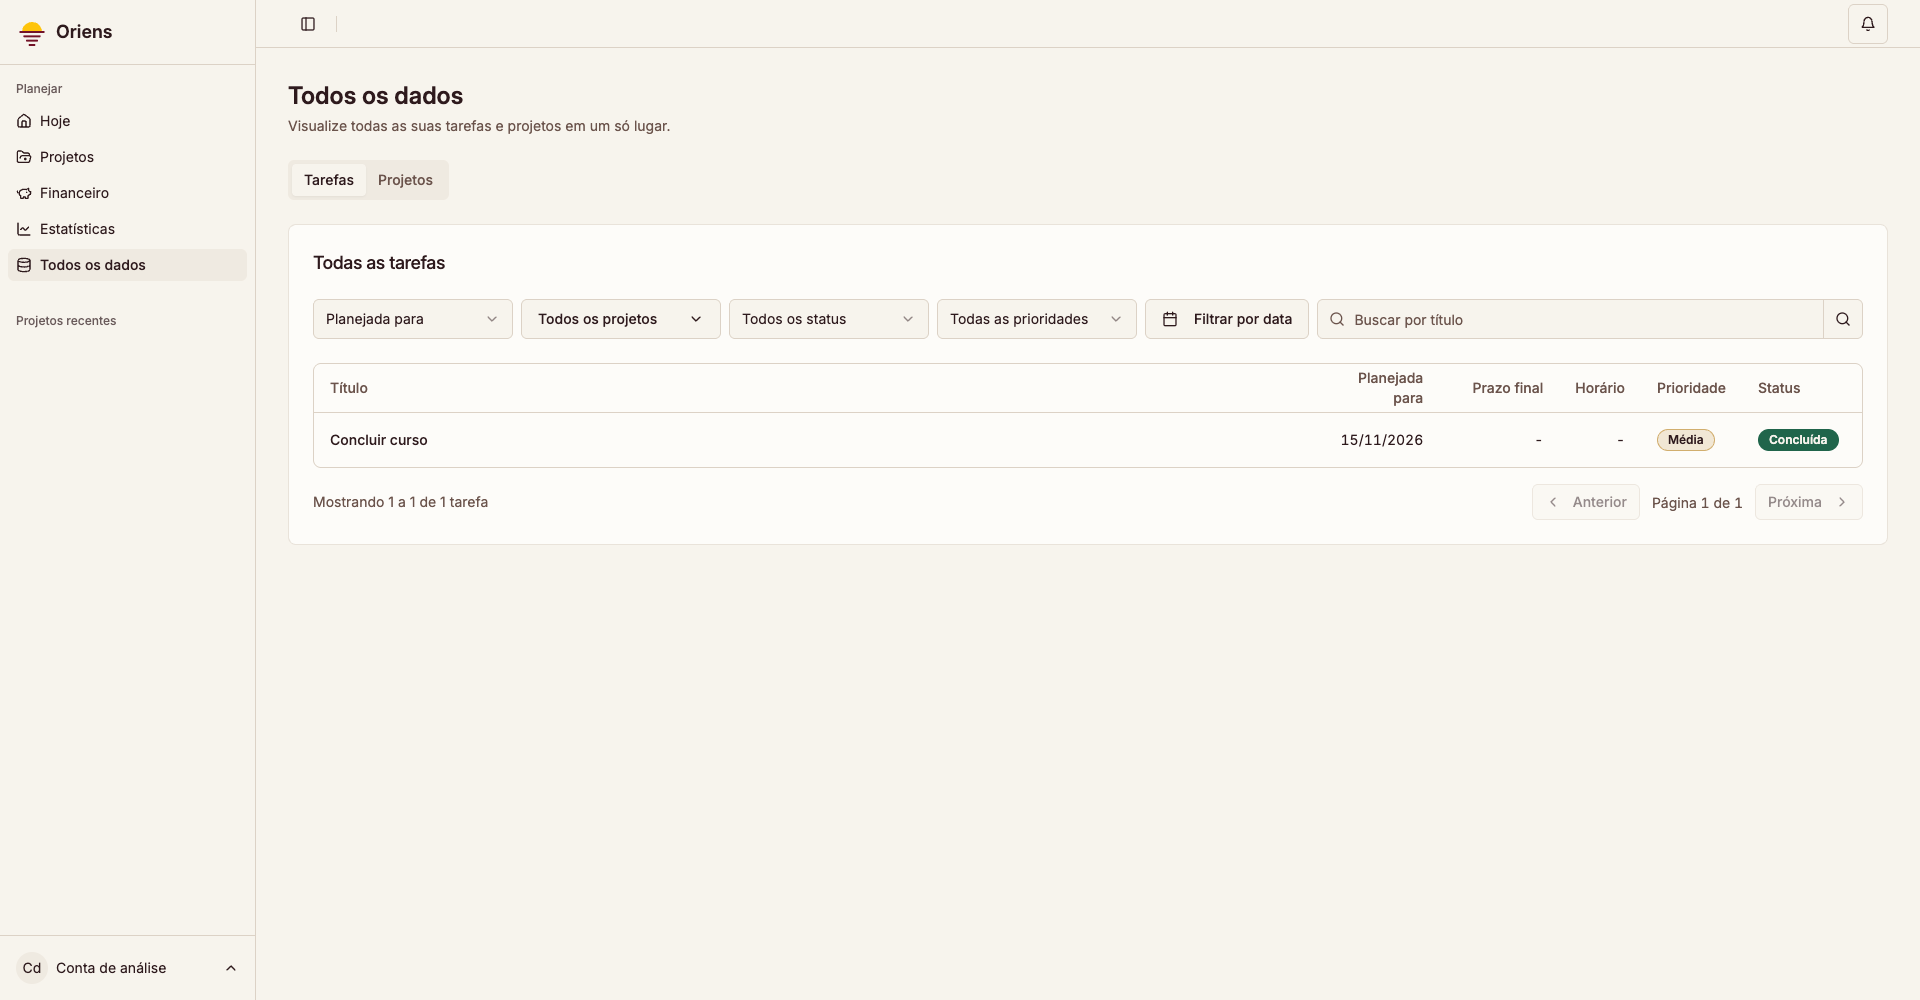 Oriens
Planejar
Hoje
Projetos
Financeiro
Estatísticas
Todos os dados
Projetos recentes
Cd Conta de análise
Todos os dados
Visualize todas as suas tarefas e projetos em um só lugar.
Tarefas Projetos
Todas as tarefas
Planejada para Todos os projetos Todos os status Todas as prioridades Filtrar por data Buscar por título
Título Planejada para Prazo final Horário Prioridade Status
Concluir curso 15/11/2026 - - Média Concluída
Mostrando 1 a 1 de 1 tarefa Anterior Página 1 de 1 Próxima